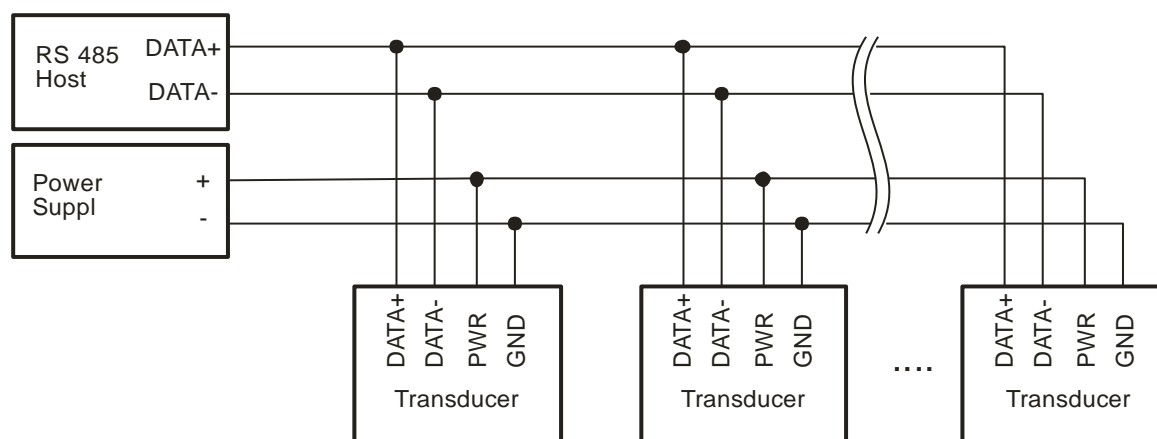 RS 485
Host
DATA+
DATA-
Power
Suppl
+
-
DATA+
DATA-
PWR
GND
Transducer
DATA+
DATA-
PWR
GND
Transducer
....
DATA+
DATA-
PWR
GND
Transducer